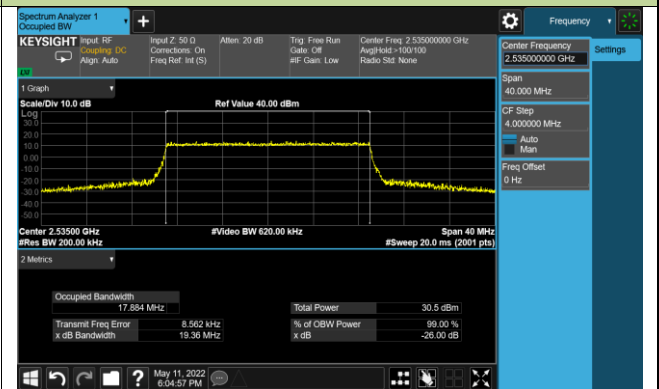 Spectrum Analyzer 1
Occupied BW
Frequency
KEYSIGHT
Input: RF
Coupling: DC
Align: Auto
Input Z: 50 Ω
Corrections: On
Freq Ref: Int (S)
Atten: 20 dB
Trig: Free Run
Gate: Off
#IF Gain: Low
Center Freq: 2.535000000 GHz
Avg|Hold:>100/100
Radio Std: None
Center Frequency
2.535000000 GHz
Settings
Span
40.000 MHz
CF Step
4.000000 MHz
Auto
Man
Freq Offset
0 Hz
1 Graph
Scale/Div 10.0 dB
Ref Value 40.00 dBm
Log
30.0
20.0
10.0
0.00
-10.0
-20.0
-30.0
-40.0
-50.0
Center 2.53500 GHz
#Video BW 620.00 kHz
Span 40 MHz
#Res BW 200.00 kHz
#Sweep 20.0 ms (2001 pts)
2 Metrics
Occupied Bandwidth
17.884 MHz
Total Power
30.5 dBm
Transmit Freq Error
8.562 kHz
% of OBW Power
99.00 %
x dB Bandwidth
19.36 MHz
x dB
-26.00 dB
May 11, 2022
6:04:57 PM